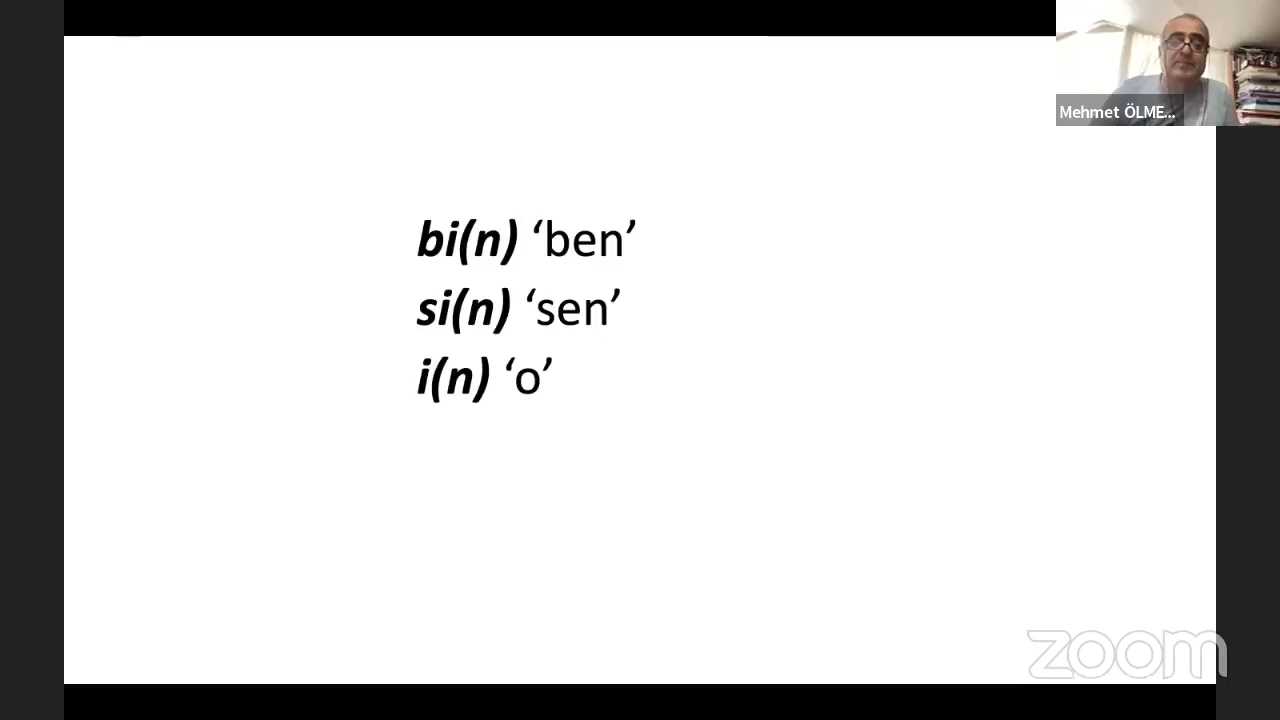 Mehmet ÖLME...
bi(n) ‘ben’
si(n) ‘sen’
i(n) ‘o’
zoom